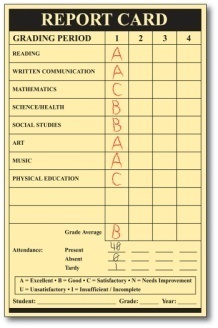 REPORT CARD
GRADING PERIOD 1 2 3 4
READING A
WRITTEN COMMUNICATION A
MATHEMATICS C
SCIENCE/HEALTH B
SOCIAL STUDIES B
ART A
MUSIC A
PHYSICAL EDUCATION C
Grade Average B
Attendance: Present 48
Absent 0
Tardy 1
A = Excellent • B = Good • C = Satisfactory • N = Needs Improvement
U = Unsatisfactory • I = Insufficient / Incomplete
Student: Grade: Year: